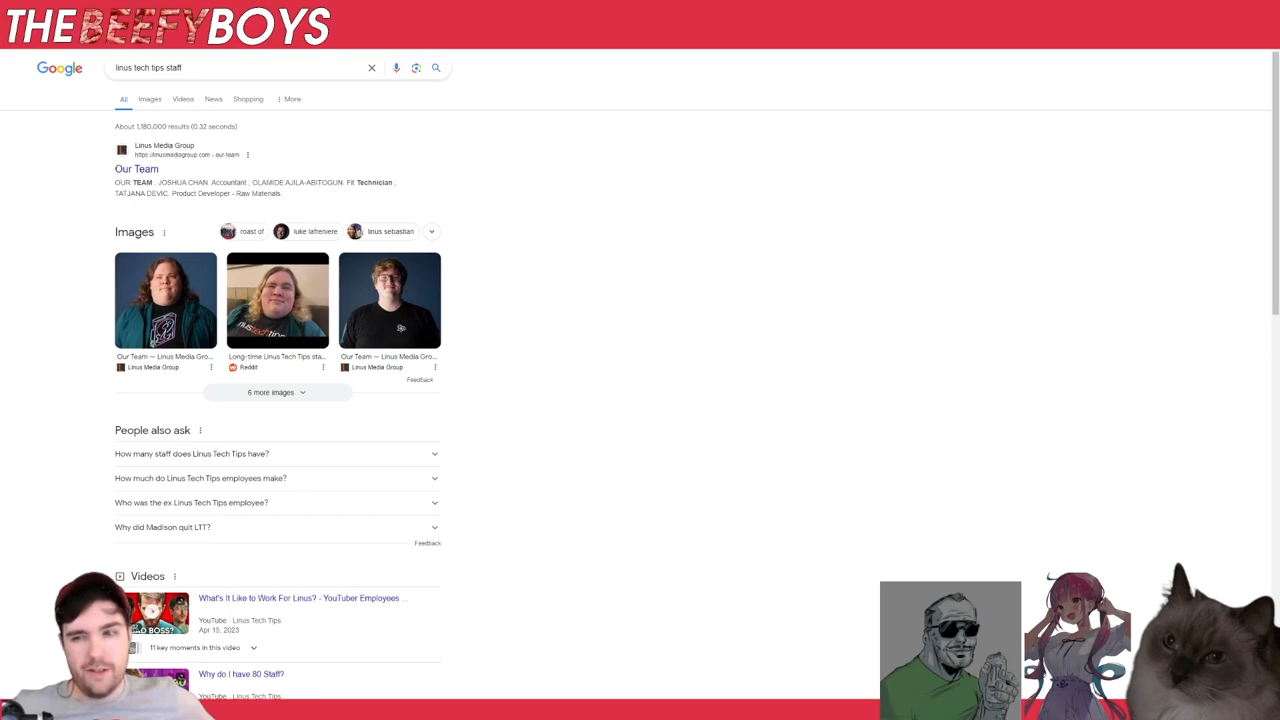 THEBEEFYBOYS
Google
linus tech tips staff
All Images Videos News Shopping More
About 1,180,000 results (0.32 seconds)
Linus Media Group
https://linusmediagroup.com › our-team
Our Team
OUR TEAM ; JOSHUA CHAN. Accountant ; OLAMIDE AJILA-ABITOGUN. Fit Technician ;
TATJANA DEVIC. Product Developer - Raw Materials.
Images
roast of
luke lafreniere
linus sebastian
Our Team — Linus Media Gro...
Linus Media Group
Long-time Linus Tech Tips sta...
Reddit
Our Team — Linus Media Gro...
Linus Media Group
Feedback
6 more images
People also ask
How many staff does Linus Tech Tips have?
How much do Linus Tech Tips employees make?
Who was the ex Linus Tech Tips employee?
Why did Madison quit LTT?
Feedback
Videos
What's It Like to Work For Linus? - YouTuber Employees ...
YouTube · Linus Tech Tips
Apr 15, 2023
11 key moments in this video
Why do I have 80 Staff?
YouTube · Linus Tech Tips